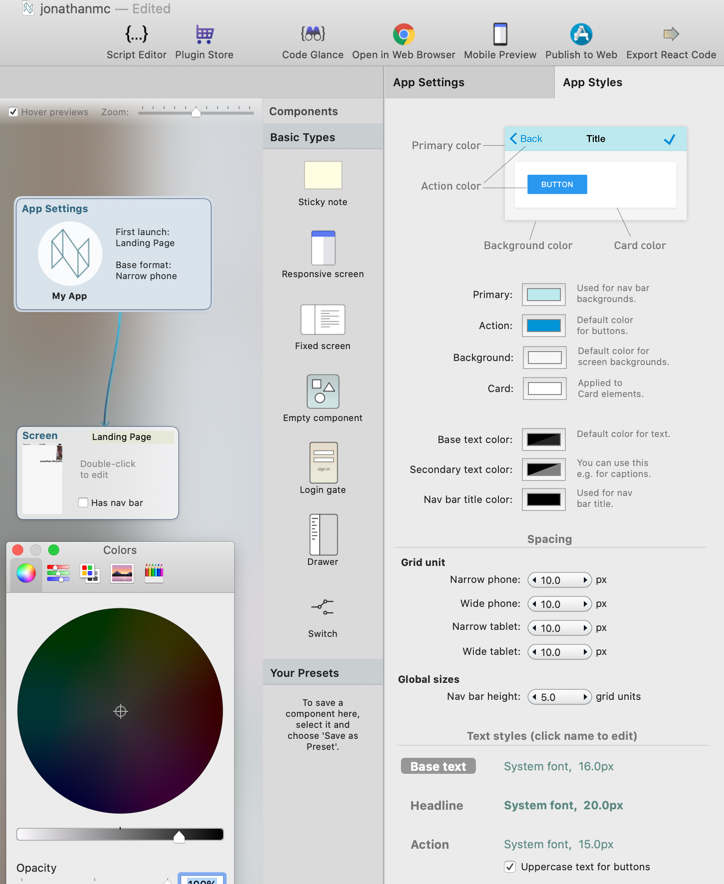 jonathanmc — Edited
{...}
Script Editor
Plugin Store
Code Glance
Open in Web Browser
Mobile Preview
Publish to Web
Export React Code
Hover previews
Zoom:
App Settings
First launch:
Landing Page
Base format:
Narrow phone
My App
Screen
Landing Page
Double-click
to edit
Has nav bar
Colors
Opacity
100%
Components
Basic Types
Sticky note
Responsive screen
Fixed screen
Empty component
sign in
Login gate
Drawer
Switch
Your Presets
To save a
component here,
select it and
choose 'Save as
Preset'.
App Settings
App Styles
Primary color
Back
Title
Action color
BUTTON
Background color
Card color
Primary:
Used for nav bar
backgrounds.
Action:
Default color
for buttons.
Background:
Default color for
screen backgrounds.
Card:
Applied to
Card elements.
Base text color:
Default color for text.
Secondary text color:
You can use this
e.g. for captions.
Nav bar title color:
Used for nav
bar title.
Spacing
Grid unit
Narrow phone: 10.0 px
Wide phone: 10.0 px
Narrow tablet: 10.0 px
Wide tablet: 10.0 px
Global sizes
Nav bar height: 5.0 grid units
Text styles (click name to edit)
Base text System font, 16.0px
Headline System font, 20.0px
Action System font, 15.0px
Uppercase text for buttons